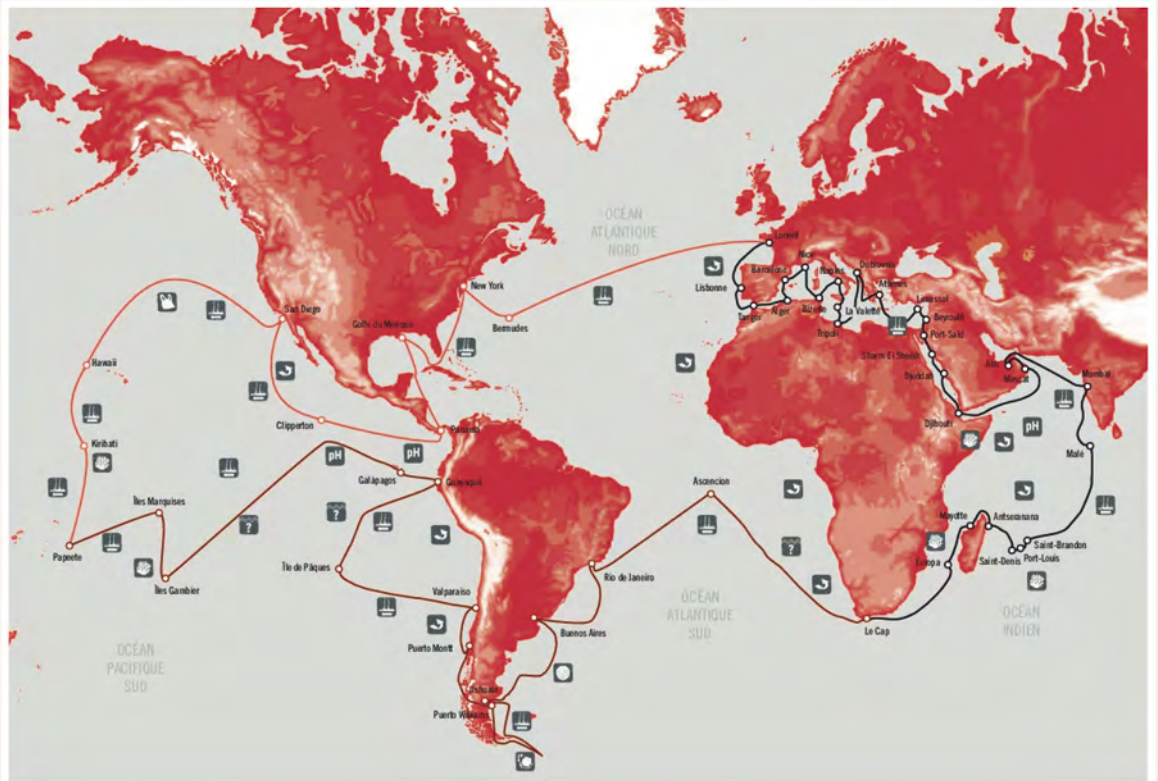 OCÉAN
ATLANTIQUE
NORD
Lorient
Nice
Barcelone
Naples
Dubrovnik
Lisbonne
Athènes
New York
Limassol
San Diego
Bermudes
Tanger
Alger
Bizerte
La Valette
Beyrouth
Golfe du Mexique
Tripoli
Port-Saïd
Sharm El Sheikh
Hawaii
Djeddah
Mascat
Mumbai
Clipperton
Panama
Djibouti
pH
Kiribati
Malé
pH
pH
Galápagos
Guayaquil
Îles Marquises
Ascencion
?
?
Mayotte
Antseranana
Papeete
?
Saint-Brandon
Port-Louis
Saint-Denis
Île de Pâques
Europa
Îles Gambier
Rio de Janeiro
Valparaiso
OCÉAN
ATLANTIQUE
SUD
OCÉAN
INDIEN
Buenos Aires
Le Cap
Puerto Montt
OCÉAN
PACIFIQUE
SUD
Ushuaia
Puerto Williams